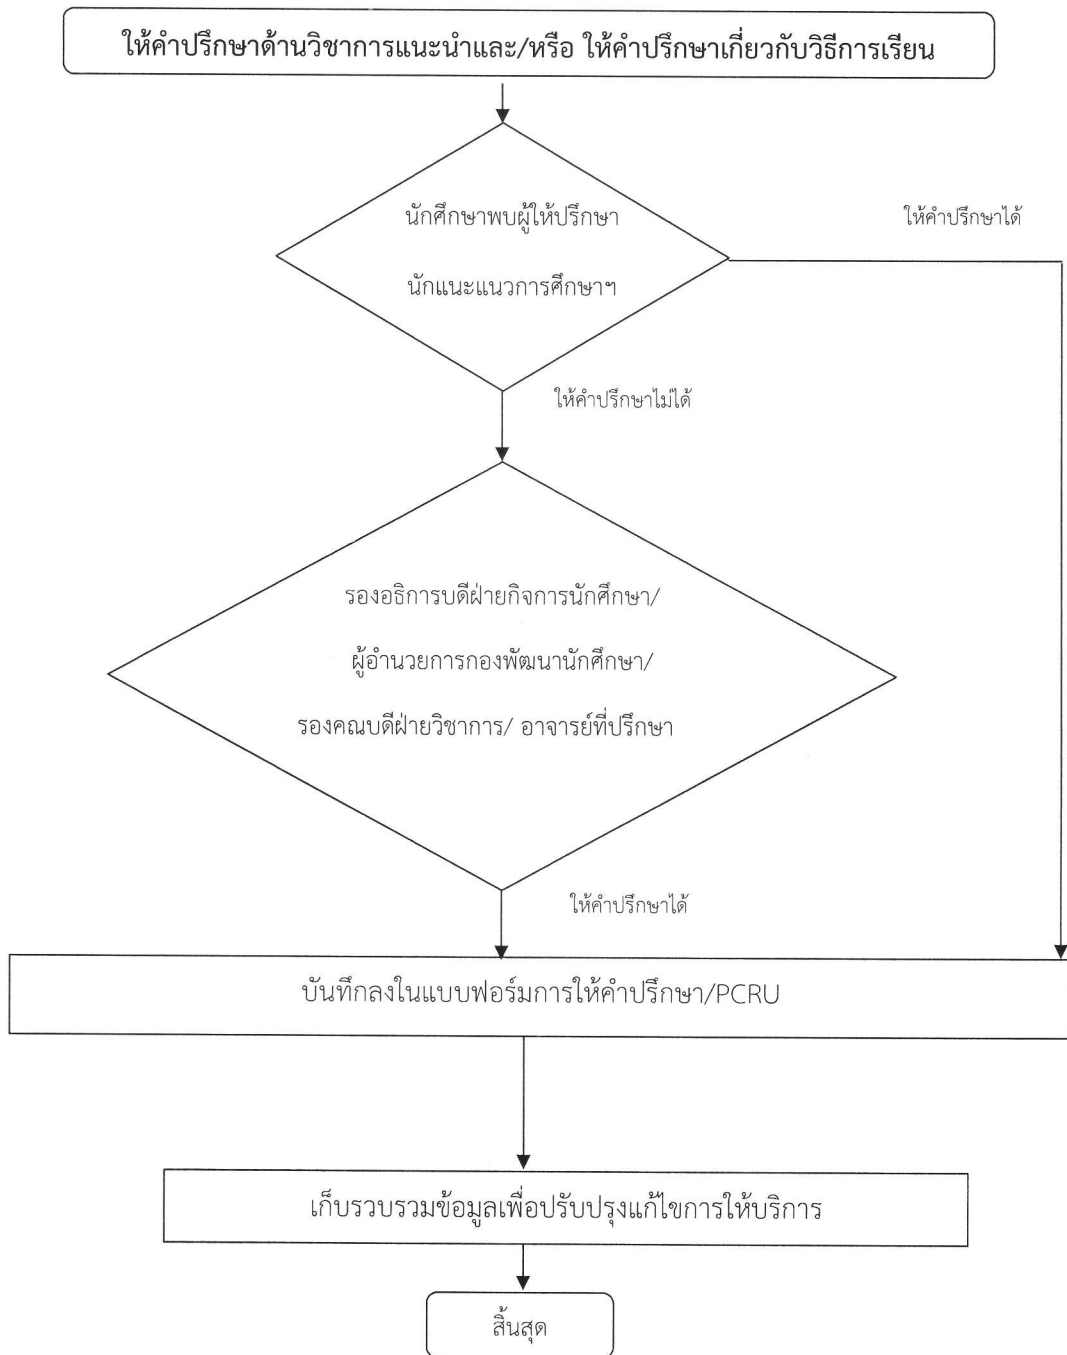 ให้คำปรึกษาด้านวิชาการแนะนำและ/หรือ ให้คำปรึกษาเกี่ยวกับวิธีการเรียน
นักศึกษาพบผู้ให้ปรึกษา
นักแนะแนวการศึกษาฯ
ให้คำปรึกษาได้
ให้คำปรึกษาไม่ได้
รองอธิการบดีฝ่ายกิจการนักศึกษา/
ผู้อำนวยการกองพัฒนานักศึกษา/
รองคณบดีฝ่ายวิชาการ/ อาจารย์ที่ปรึกษา
ให้คำปรึกษาได้
บันทึกลงในแบบฟอร์มการให้คำปรึกษา/PCRU
เก็บรวบรวมข้อมูลเพื่อปรับปรุงแก้ไขการให้บริการ
สิ้นสุด